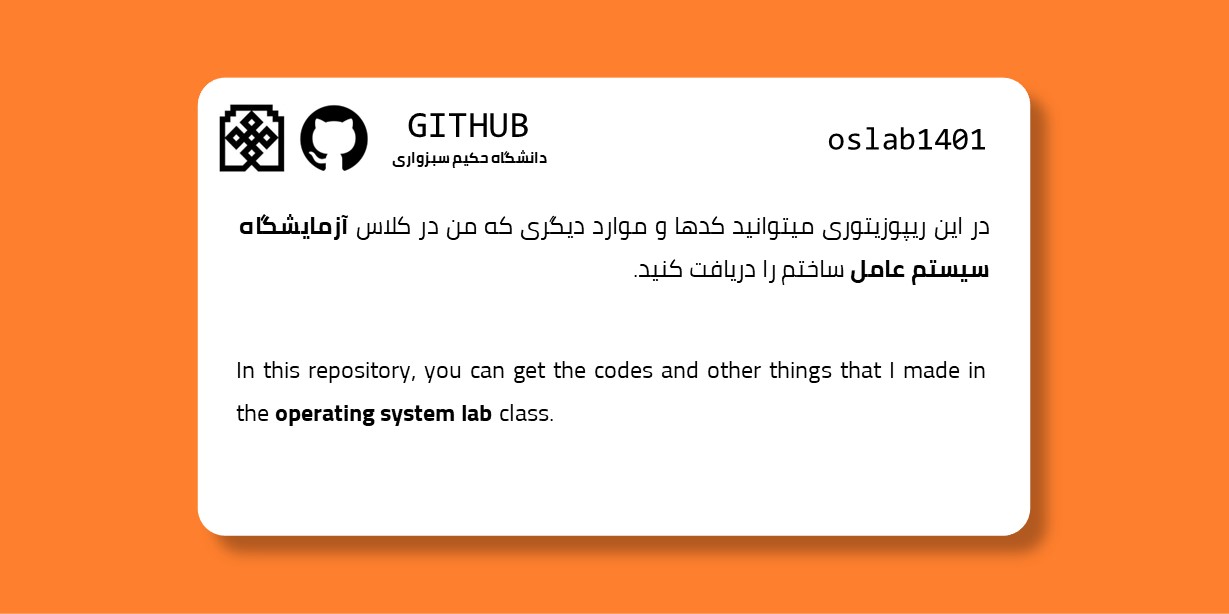 GITHUB
دانشگاه حکیم سبزواری
oslab1401
در این ریپوزیتوری میتوانید کدها و موارد دیگری که من در کلاس آزمایشگاه
سیستم عامل ساختم را دریافت کنید.
In this repository, you can get the codes and other things that I made in
the operating system lab class.